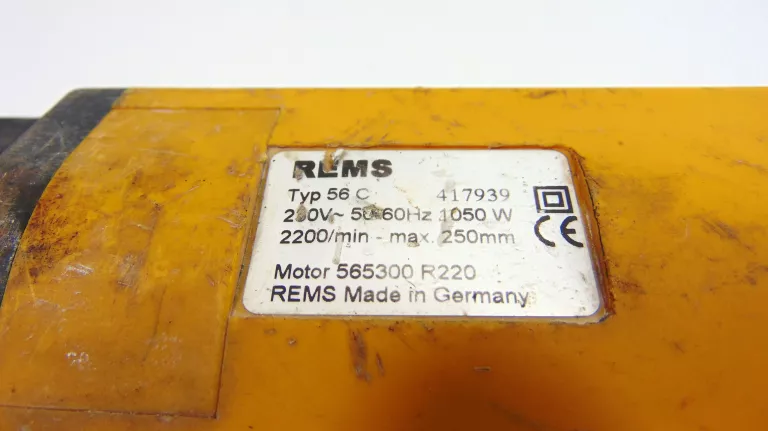 REMS
Typ 56 C 417939
230V~ 50-60Hz 1050 W
2200/min - max. 250mm
CE
Motor 565300 R220
REMS Made in Germany